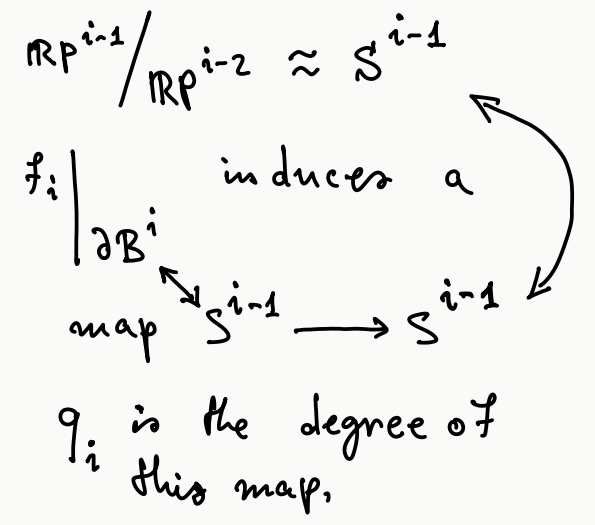 ℝP^{i-1} / ℝP^{i-2} ≈ S^{i-1}
f_i |_{∂B^i} induces a
map S^{i-1} ⟶ S^{i-1}
q_i is the degree of
this map.